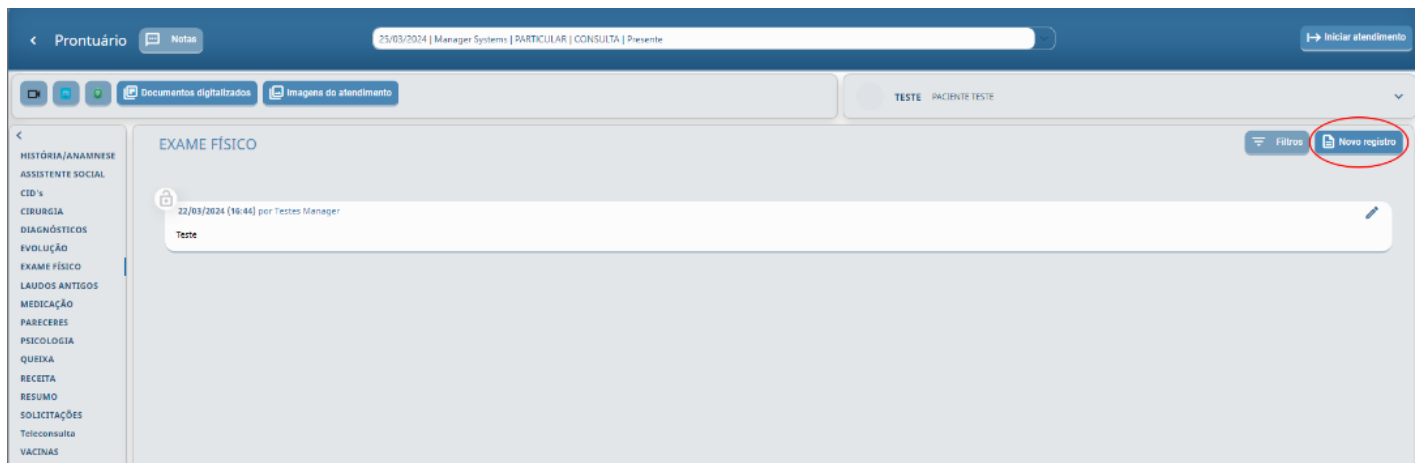 Prontuário
Notas
25/03/2024 | Manager Systems | PARTICULAR | CONSULTA | Presente
Iniciar atendimento
Documentos digitalizados
Imagens do atendimento
TESTE PACIENTE TESTE
HISTÓRIA/ANAMNESE
ASSISTENTE SOCIAL
CID's
CIRURGIA
DIAGNÓSTICOS
EVOLUÇÃO
EXAME FÍSICO
LAUDOS ANTIGOS
MEDICAÇÃO
PARECERES
PSICOLOGIA
QUEIXA
RECEITA
RESUMO
SOLICITAÇÕES
Teleconsulta
VACINAS
EXAME FÍSICO
Filtros
Novo registro
22/03/2024 (16:44) por Testes Manager
Teste